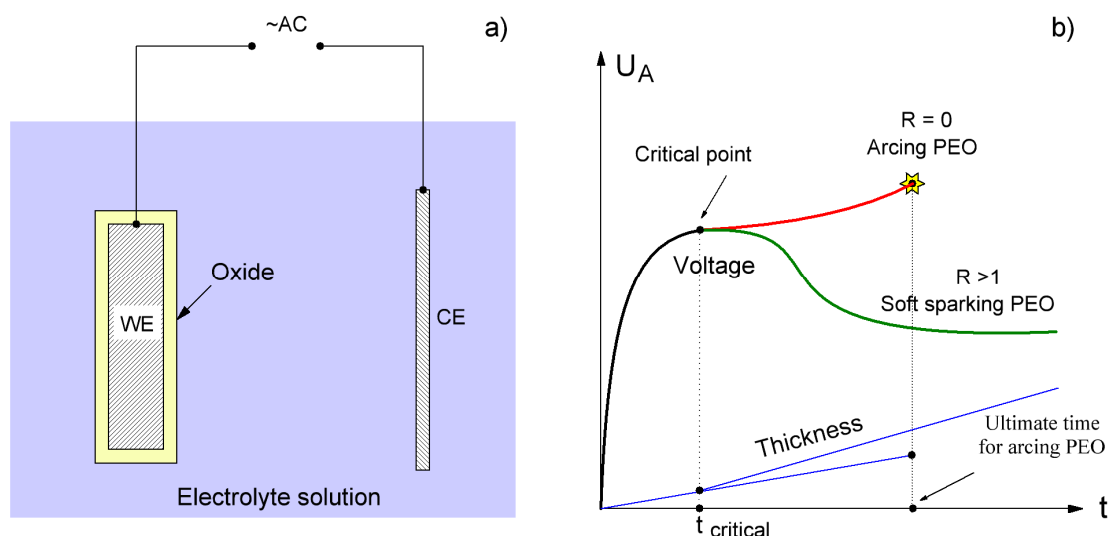 ~AC
a)
WE
Oxide
CE
Electrolyte solution
b)
U_A
R = 0
Arcing PEO
Critical point
Voltage
R >1
Soft sparking PEO
Thickness
Ultimate time
for arcing PEO
t critical
t